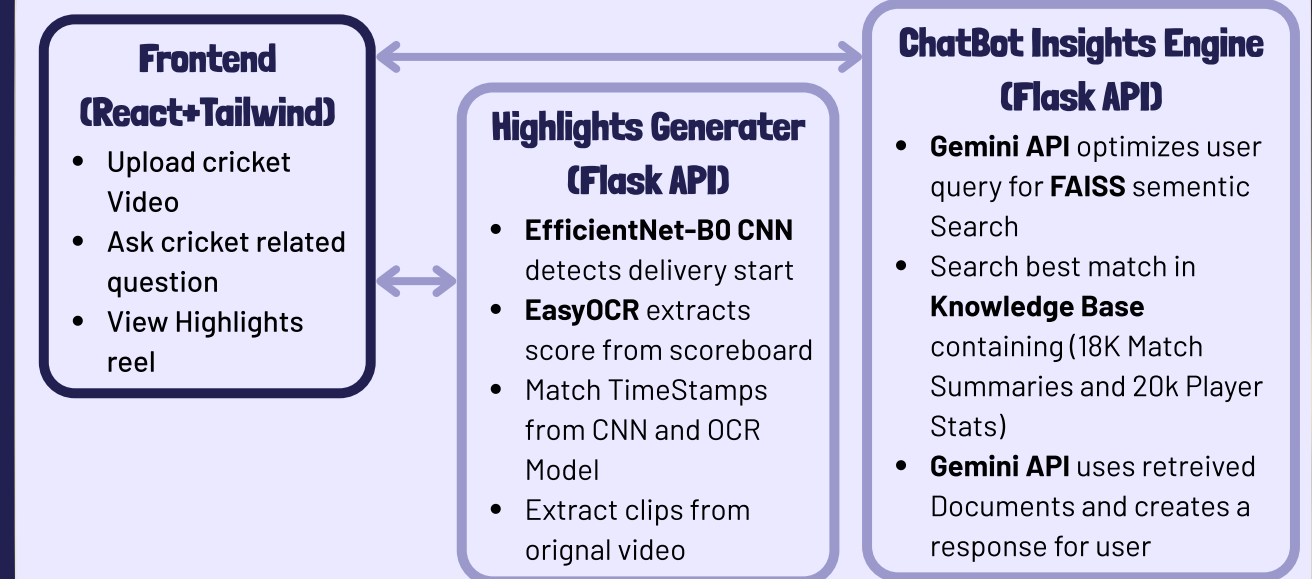 Frontend
(React+Tailwind)
• Upload cricket
Video
• Ask cricket related
question
• View Highlights
reel
Highlights Generater
(Flask API)
• EfficientNet-B0 CNN
detects delivery start
• EasyOCR extracts
score from scoreboard
• Match TimeStamps
from CNN and OCR
Model
• Extract clips from
orignal video
ChatBot Insights Engine
(Flask API)
• Gemini API optimizes user
query for FAISS sementic
Search
• Search best match in
Knowledge Base
containing (18K Match
Summaries and 20k Player
Stats)
• Gemini API uses retreived
Documents and creates a
response for user